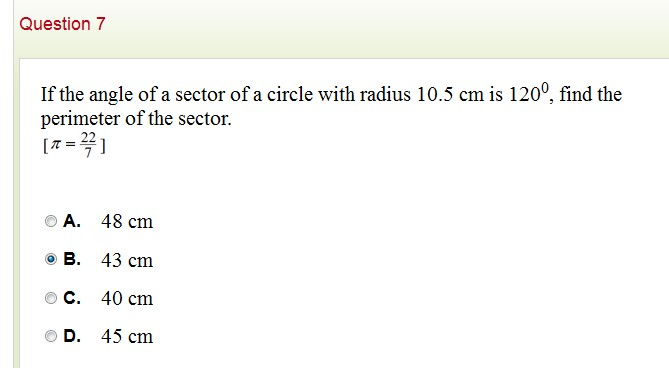 Question 7
If the angle of a sector of a circle with radius 10.5 cm is 120⁰, find the
perimeter of the sector.
[π = 22/7]
A. 48 cm
B. 43 cm
C. 40 cm
D. 45 cm